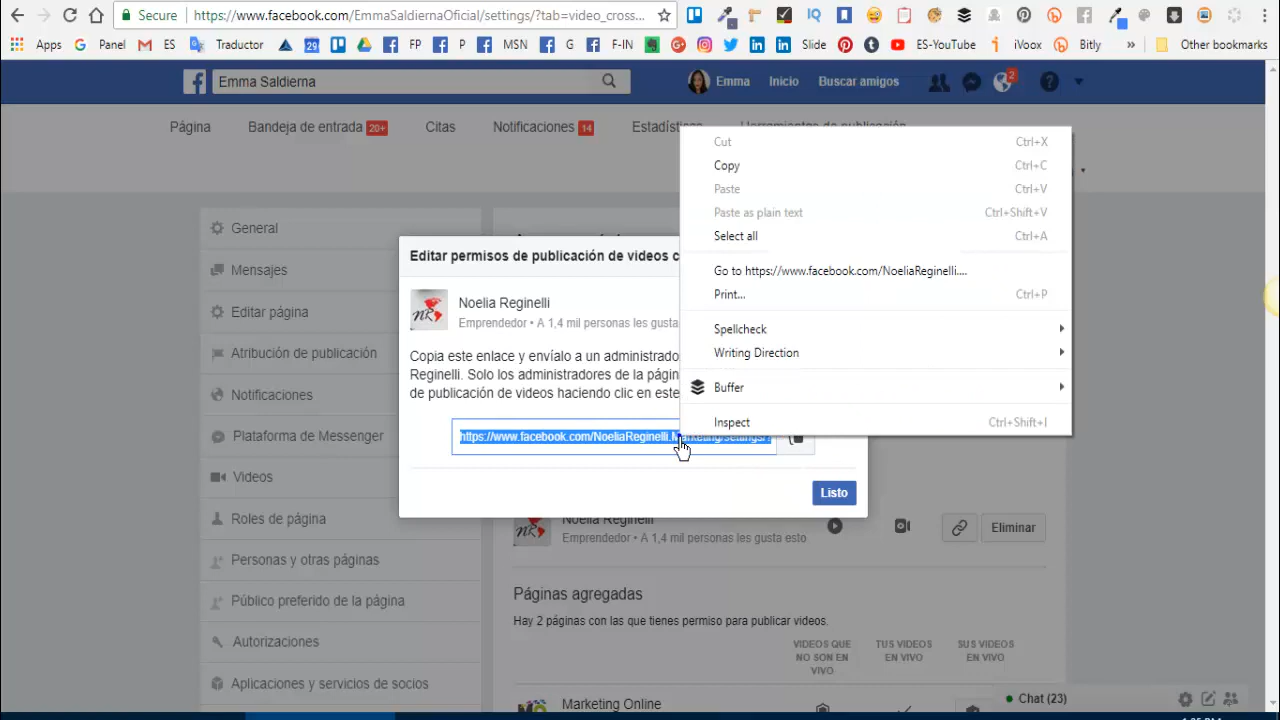 Secure https://www.facebook.com/EmmaSaldiernaOficial/settings/?tab=video_cross...
Apps Panel ES Traductor 29 FP P MSN G F-IN Slide ES-YouTube iVoox Bitly » Other bookmarks
Emma Saldierna Emma Inicio Buscar amigos 2
Página Bandeja de entrada 20+ Citas Notificaciones 14
General
Mensajes
Editar página
Atribución de publicación
Notificaciones
Plataforma de Messenger
Videos
Roles de página
Personas y otras páginas
Público preferido de la página
Autorizaciones
Aplicaciones y servicios de socios
Editar permisos de publicación de videos c
Noelia Reginelli
Emprendedor • A 1,4 mil personas les gusta
Copia este enlace y envíalo a un administrado
Reginelli. Solo los administradores de la págin
de publicación de videos haciendo clic en este
https://www.facebook.com/NoeliaReginelli.Marketing/settings/?
Listo
Cut Ctrl+X
Copy Ctrl+C
Paste Ctrl+V
Paste as plain text Ctrl+Shift+V
Select all Ctrl+A
Go to https://www.facebook.com/NoeliaReginelli....
Print... Ctrl+P
Spellcheck
Writing Direction
Buffer
Inspect Ctrl+Shift+I
Noelia Reginelli
Emprendedor • A 1,4 mil personas les gusta esto
Eliminar
Páginas agregadas
Hay 2 páginas con las que tienes permiso para publicar videos.
VIDEOS QUE
NO SON EN
VIVO
TUS VIDEOS
EN VIVO
SUS VIDEOS
EN VIVO
Marketing Online
Chat (23)